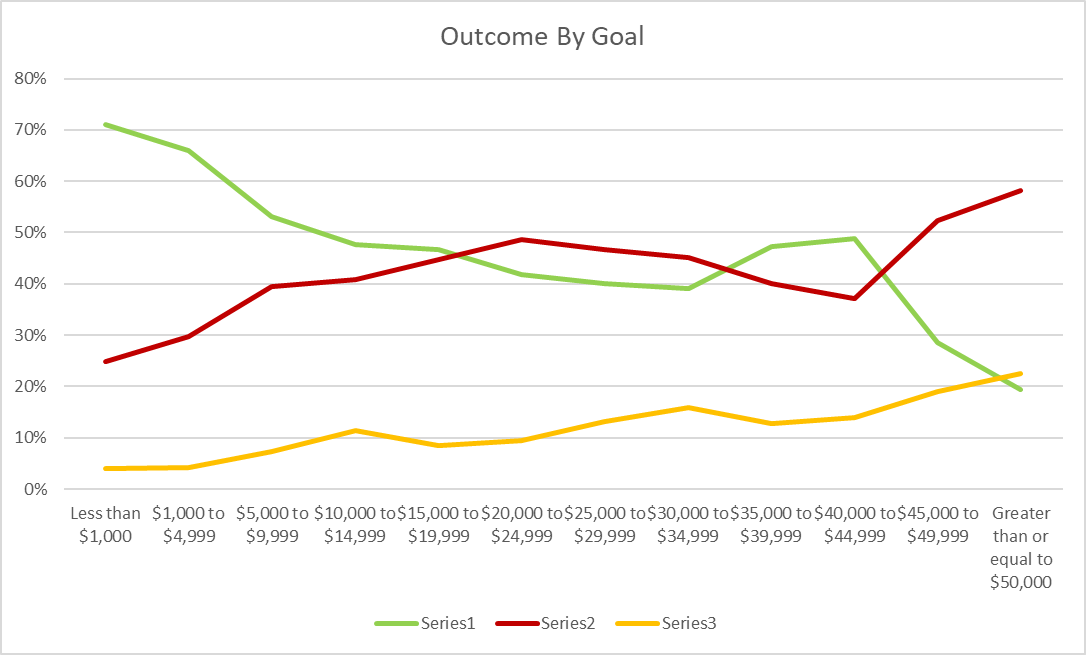 Outcome By Goal
80%
70%
60%
50%
40%
30%
20%
10%
0%
Less than $1,000 to $5,000 to $10,000 to $15,000 to $20,000 to $25,000 to $30,000 to $35,000 to $40,000 to $45,000 to Greater
$1,000 $4,999 $9,999 $14,999 $19,999 $24,999 $29,999 $34,999 $39,999 $44,999 $49,999 than or
equal to
$50,000
Series1 Series2 Series3